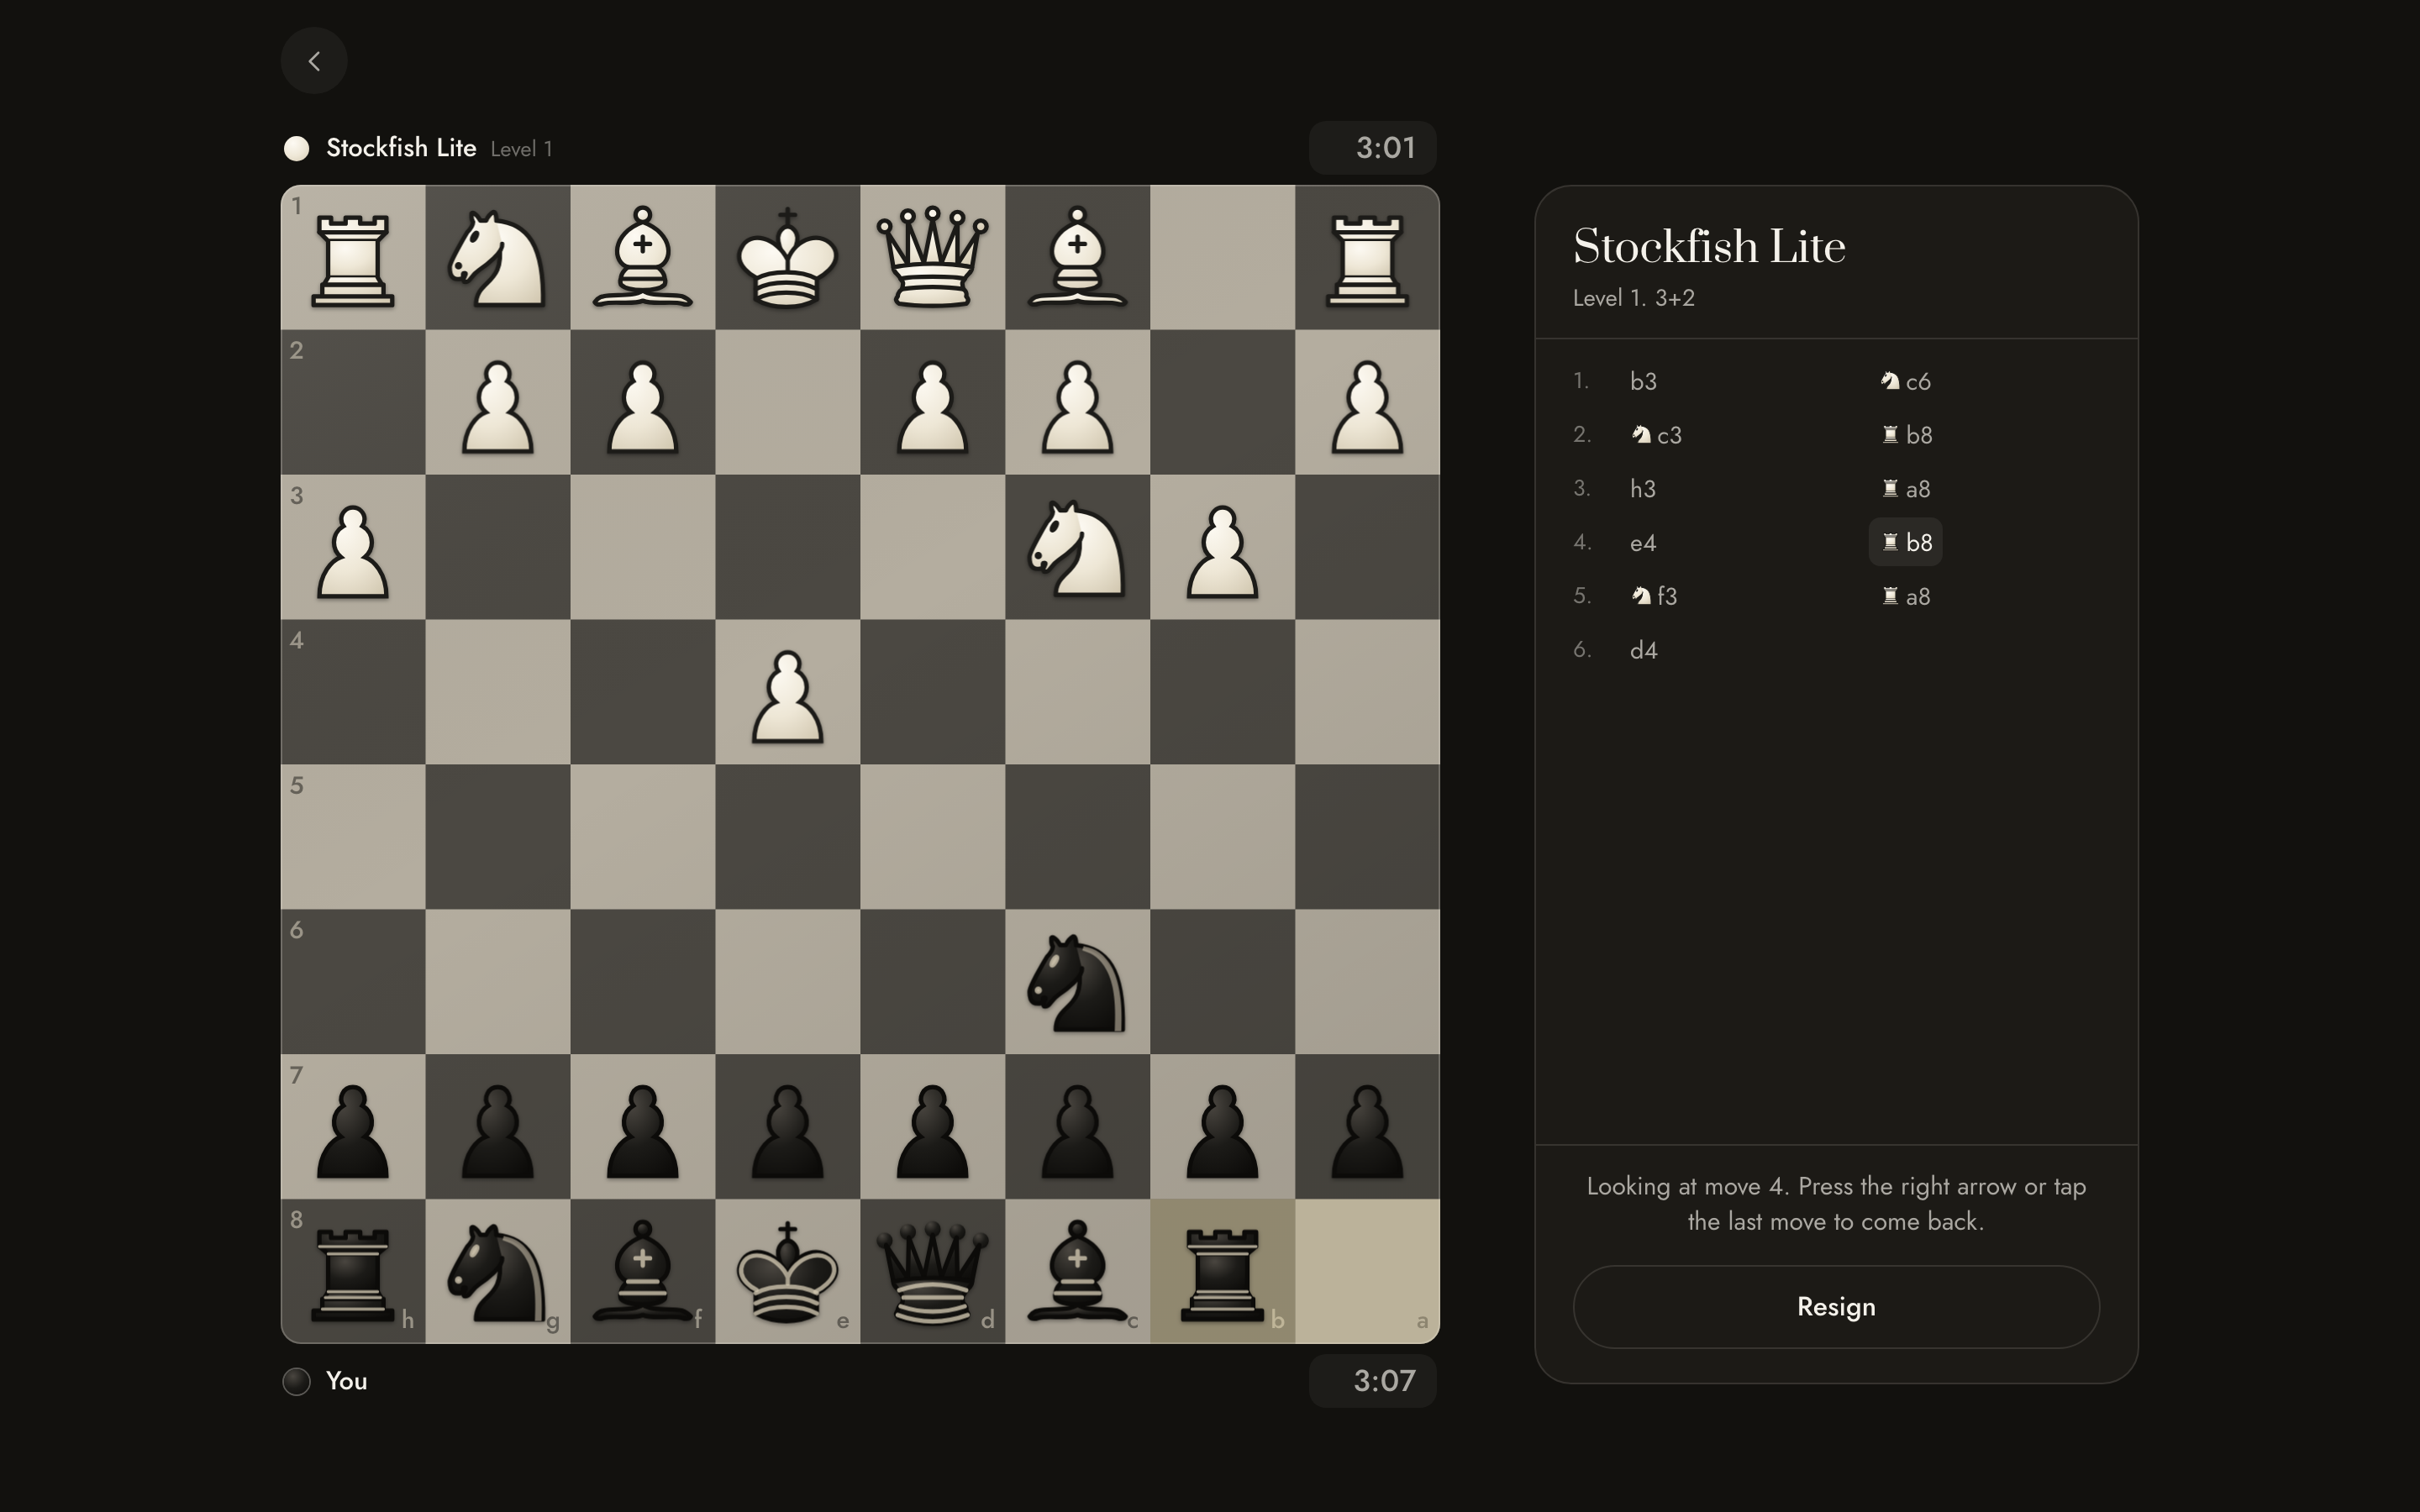 Stockfish Lite Level 1 3:01
1
2
3
4
5
6
7
8
h g f e d c b a
You 3:07
Stockfish Lite
Level 1. 3+2
1. b3 c6
2. c3 b8
3. h3 a8
4. e4 b8
5. f3 a8
6. d4
Looking at move 4. Press the right arrow or tap
the last move to come back.
Resign